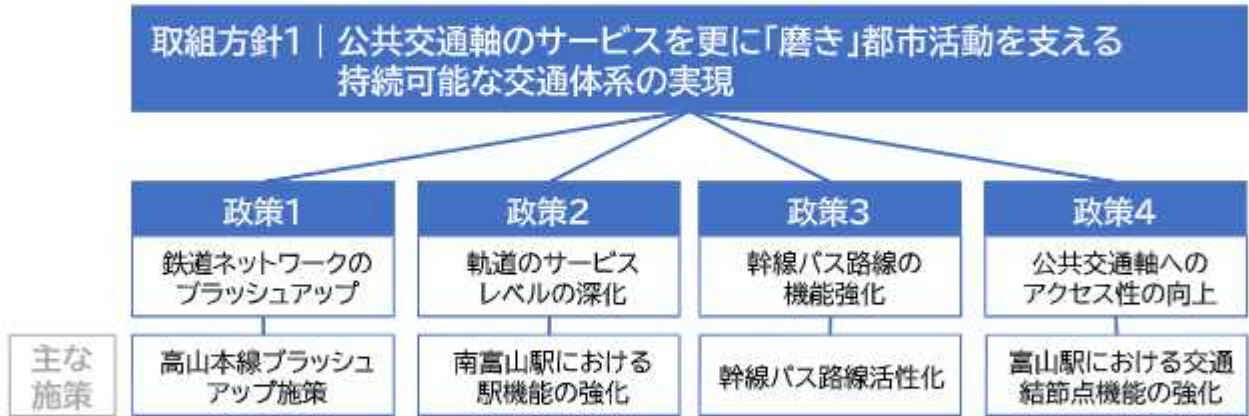 取組方針1｜公共交通軸のサービスを更に「磨き」都市活動を支える
持続可能な交通体系の実現
政策1
鉄道ネットワークの
ブラッシュアップ
政策2
軌道のサービス
レベルの深化
政策3
幹線バス路線の
機能強化
政策4
公共交通軸への
アクセス性の向上
主な
施策
高山本線ブラッシュ
アップ施策
南富山駅における
駅機能の強化
幹線バス路線活性化
富山駅における交通
結節点機能の強化